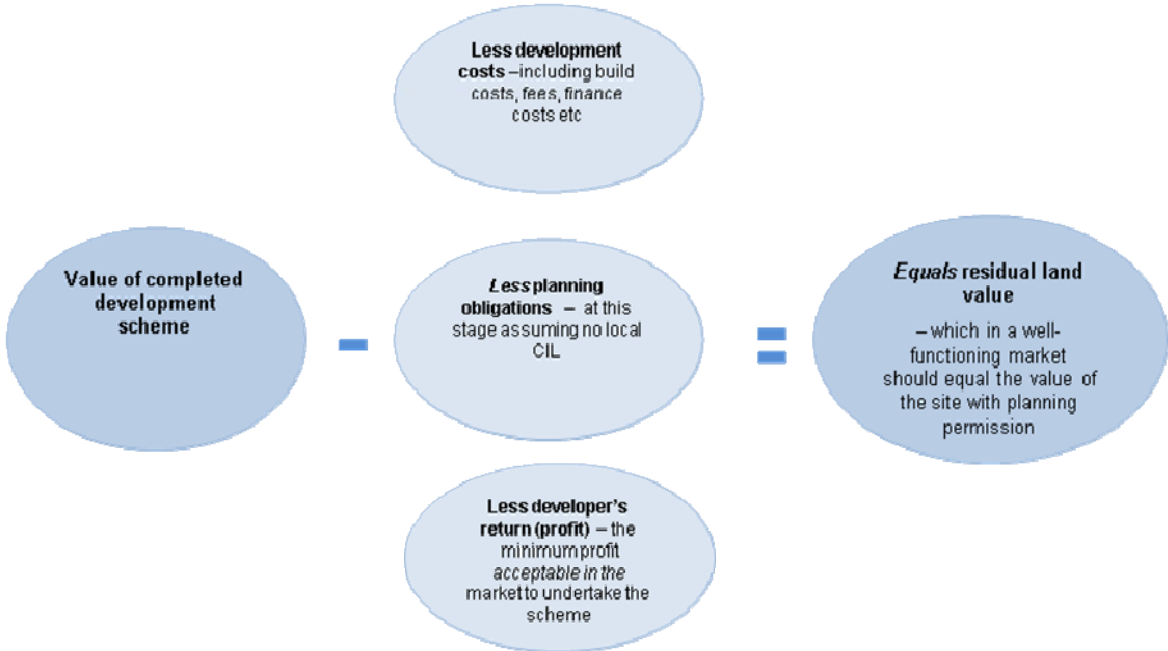 Less development
costs –including build
costs, fees, finance
costs etc
Value of completed
development
scheme
Less planning
obligations – at this
stage assuming no local
CIL
Equals residual land
value
– which in a well-
functioning market
should equal the value of
the site with planning
permission
Less developer's
return (profit) – the
minimum profit
acceptable in the
market to undertake the
scheme